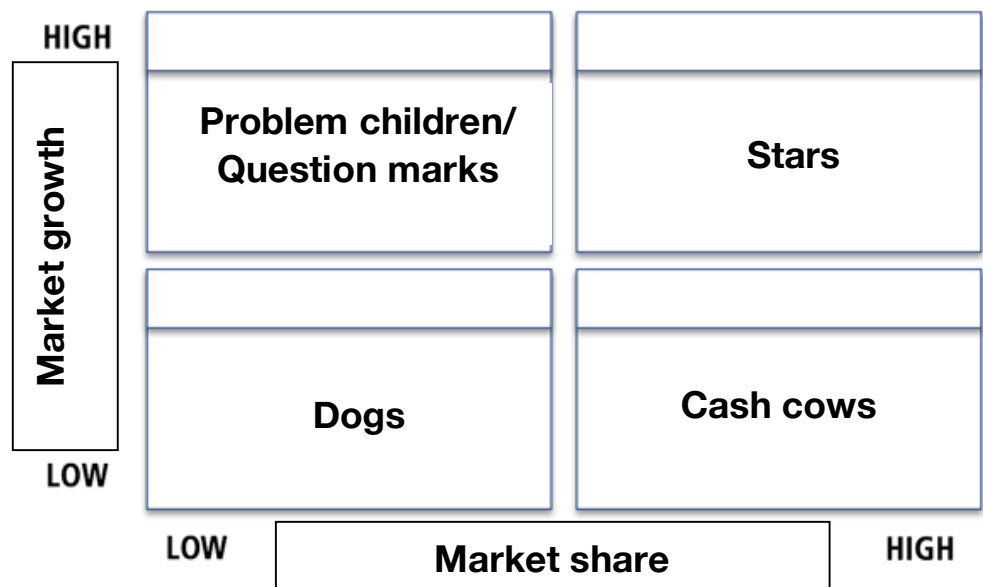 HIGH
Market growth
Problem children/
Question marks
Stars
Dogs
Cash cows
LOW
LOW
Market share
HIGH